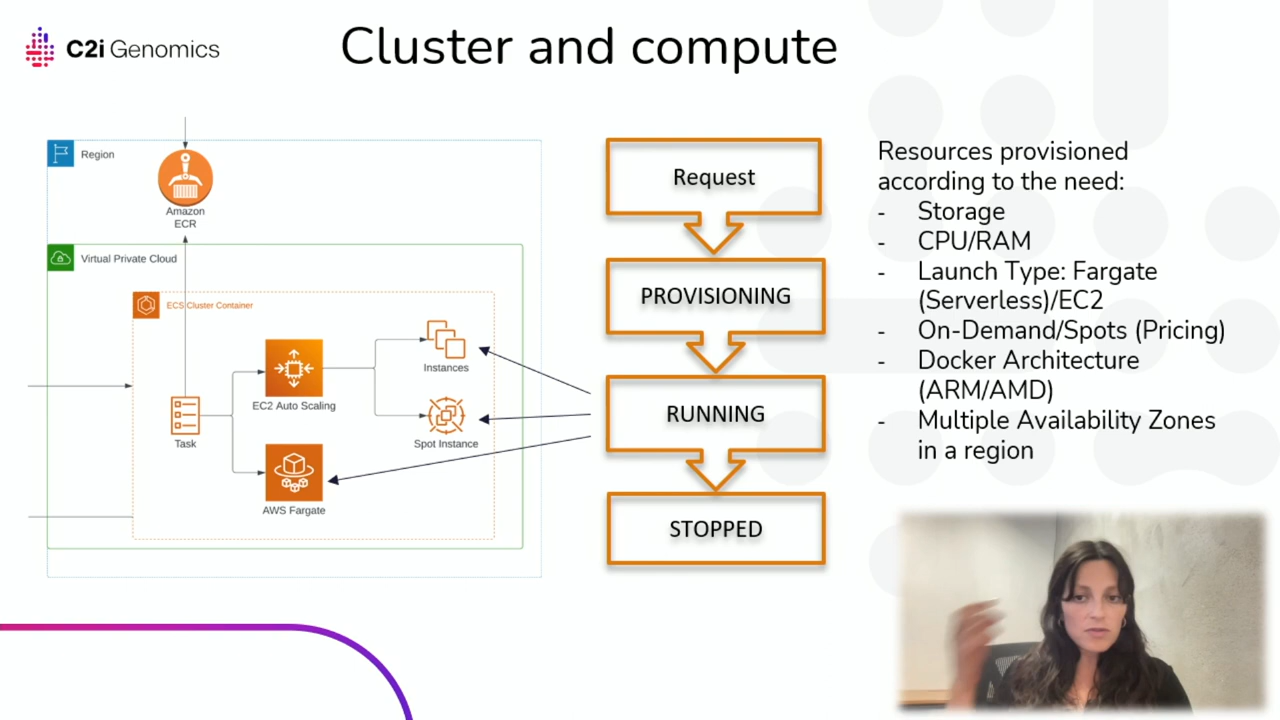 C2i Genomics
Cluster and compute
Region
Amazon
ECR
Virtual Private Cloud
ECS Cluster Container
Instances
EC2 Auto Scaling
Task
Spot Instance
AWS Fargate
Request
PROVISIONING
RUNNING
STOPPED
Resources provisioned
according to the need:
- Storage
- CPU/RAM
- Launch Type: Fargate
(Serverless)/EC2
- On-Demand/Spots (Pricing)
- Docker Architecture
(ARM/AMD)
- Multiple Availability Zones
in a region